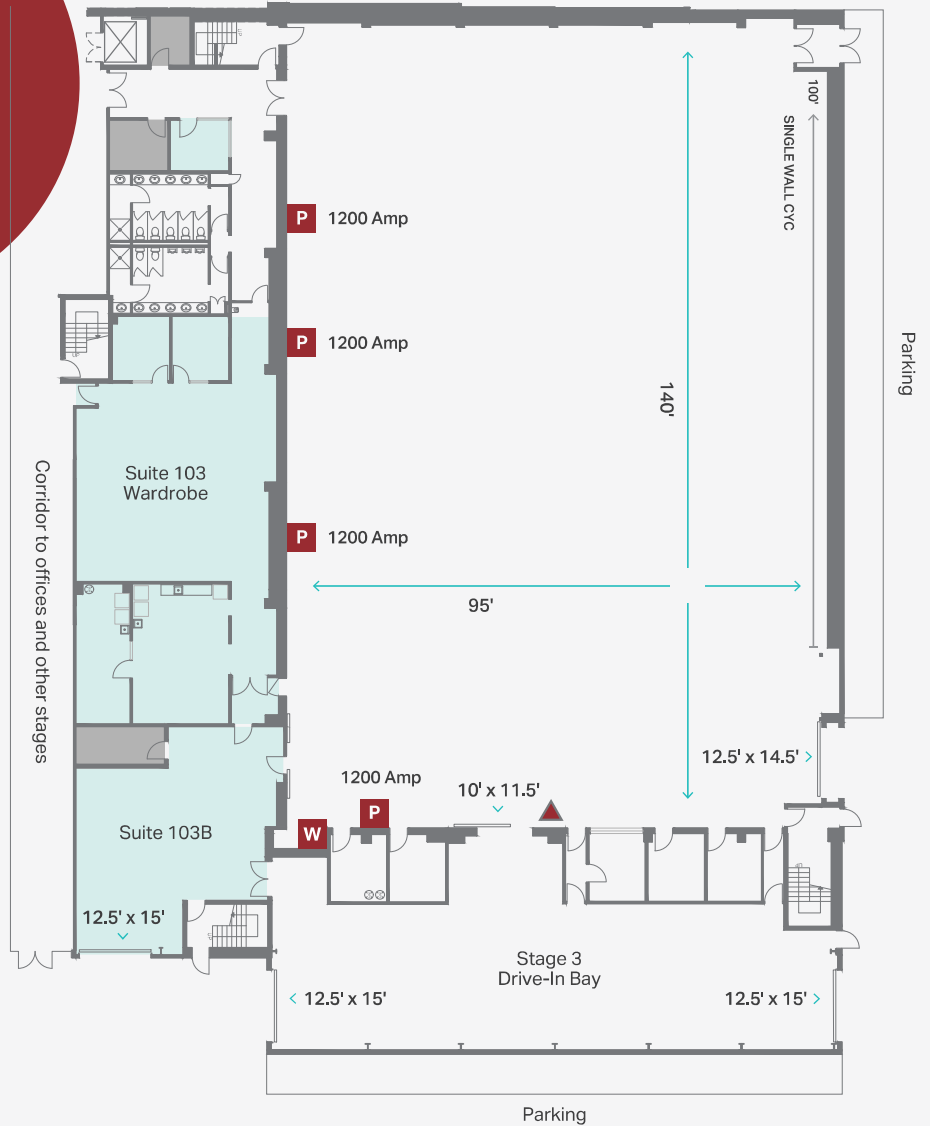 100'
SINGLE WALL CYC
P
1200 Amp
P
1200 Amp
Parking
140'
Corridor to offices and other stages
Suite 103
Wardrobe
P
1200 Amp
95'
12.5' x 14.5'
1200 Amp
P
10' x 11.5'
W
Suite 103B
12.5' x 15'
Stage 3
Drive-In Bay
12.5' x 15'
12.5' x 15'
Parking